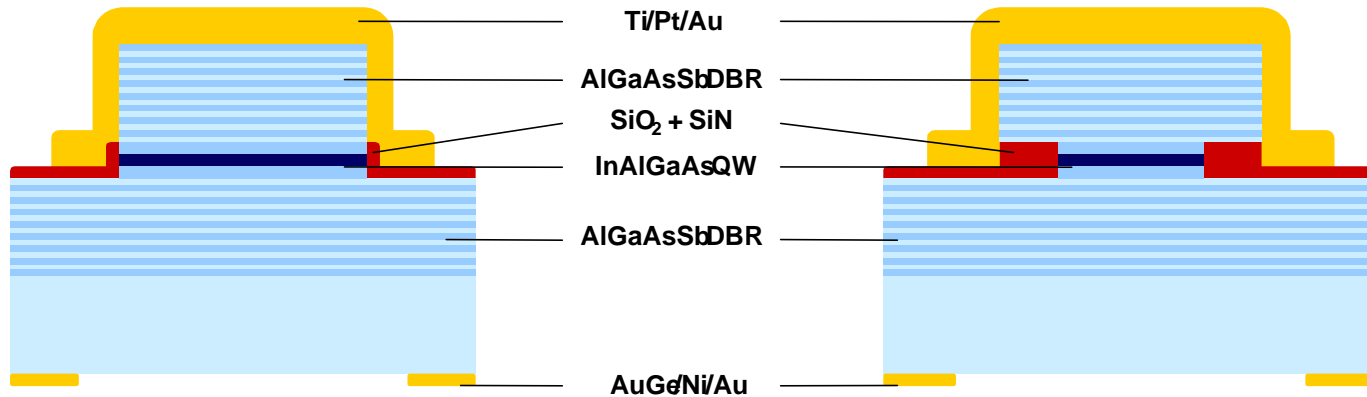 Ti/Pt/Au
AlGaAsSbDBR
SiO₂ + SiN
InAlGaAsQW
AlGaAsSbDBR
AuGe/Ni/Au